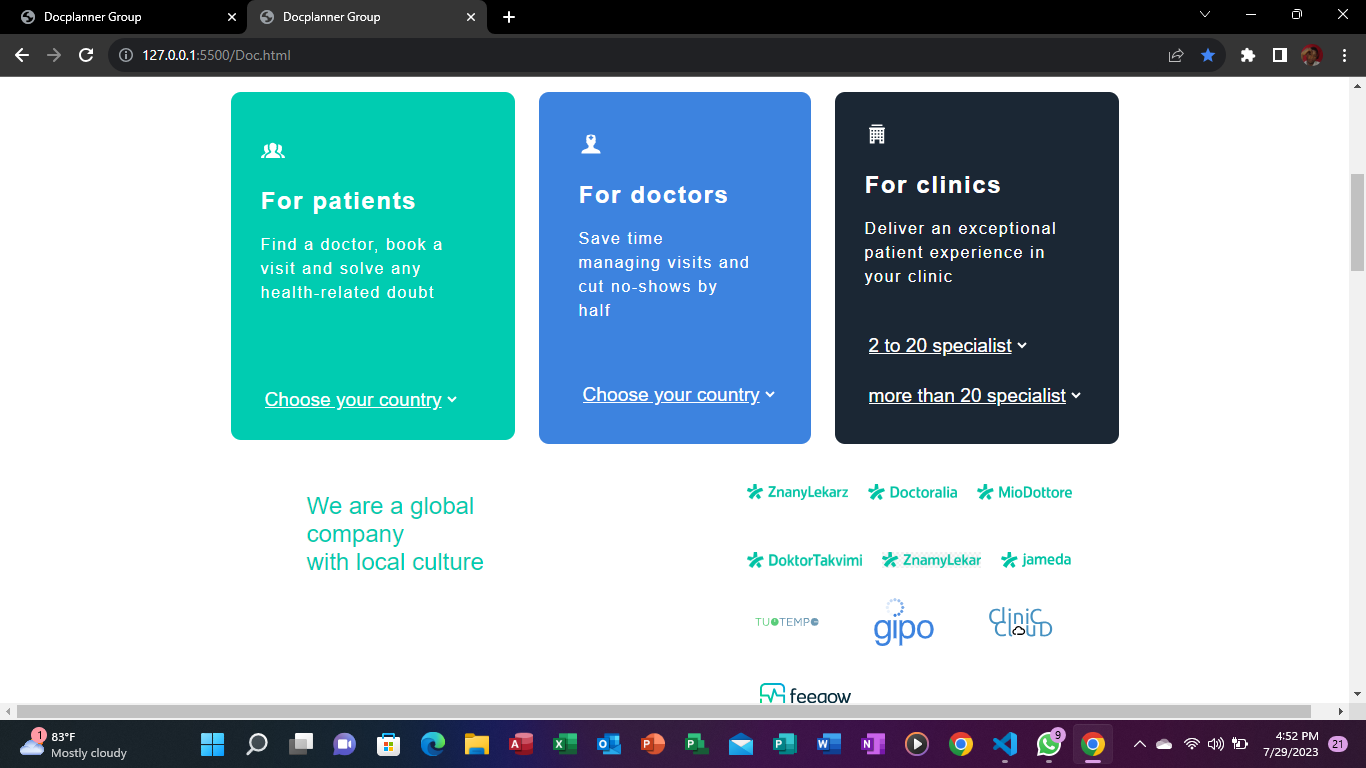 Docplanner Group
Docplanner Group
127.0.0.1:5500/Doc.html
For patients
Find a doctor, book a
visit and solve any
health-related doubt
Choose your country
For doctors
Save time
managing visits and
cut no-shows by
half
Choose your country
For clinics
Deliver an exceptional
patient experience in
your clinic
2 to 20 specialist
more than 20 specialist
We are a global
company
with local culture
ZnanyLekarz Doctoralia MioDottore
DoktorTakvimi ZnamyLekar jameda
TUOTEMPO gipo CliniC ClouD
feegow
1
83°F
Mostly cloudy
9
4:52 PM
7/29/2023
21